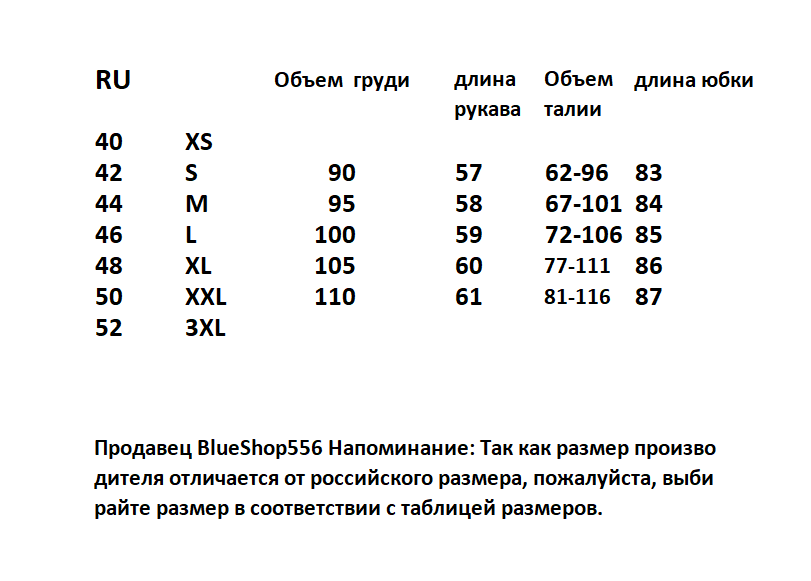 RU Объем груди длина рукава Объем талии длина юбки
40 XS
42 S 90 57 62-96 83
44 M 95 58 67-101 84
46 L 100 59 72-106 85
48 XL 105 60 77-111 86
50 XXL 110 61 81-116 87
52 3XL
Продавец BlueShop556 Напоминание: Так как размер произво
дителя отличается от российского размера, пожалуйста, выби
райте размер в соответствии с таблицей размеров.